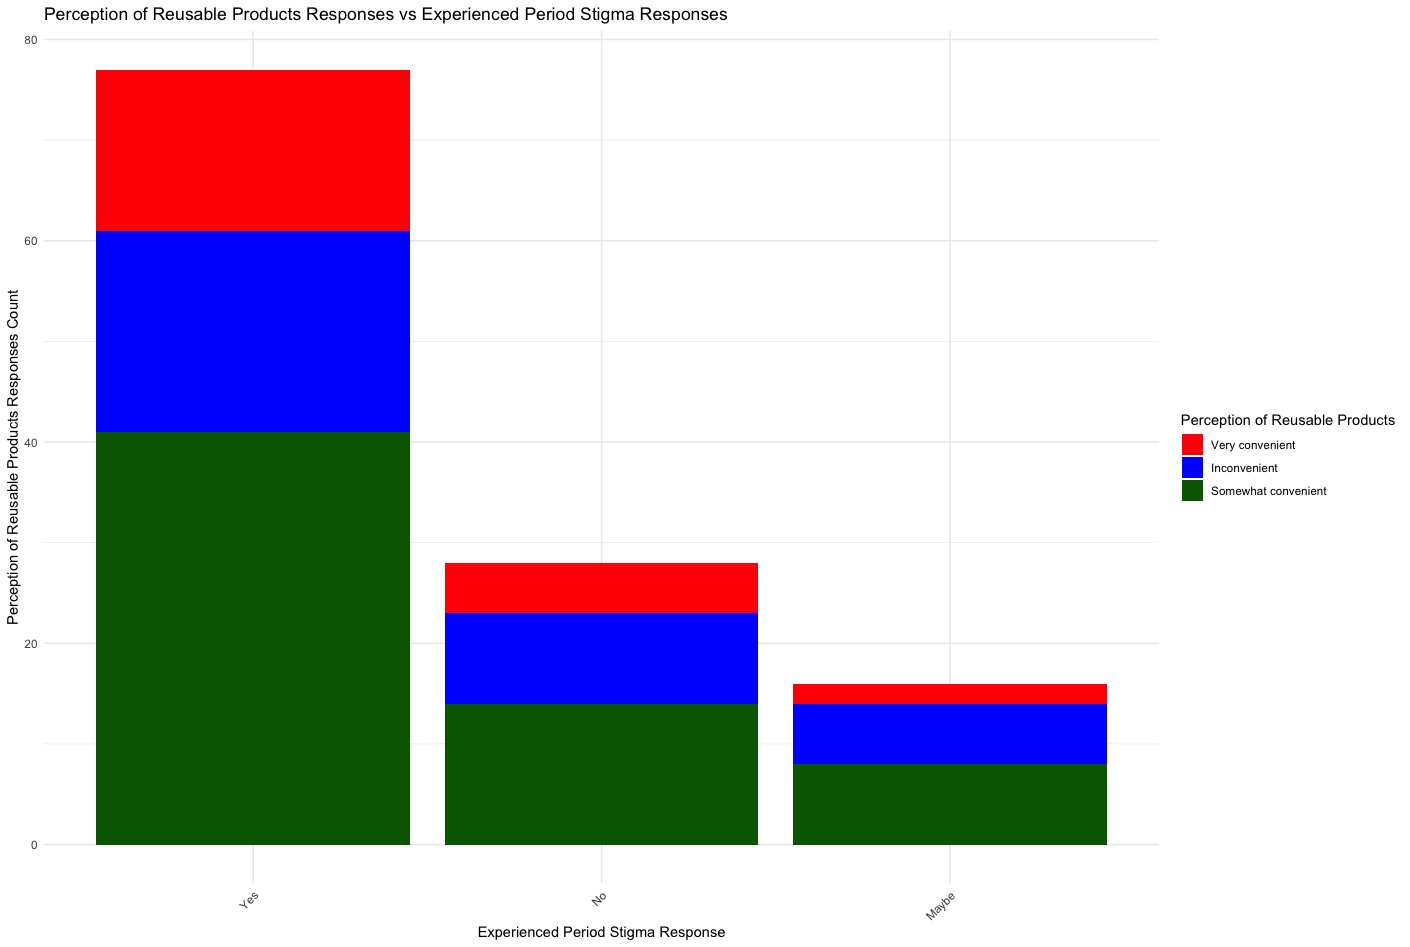 Perception of Reusable Products Responses vs Experienced Period Stigma Responses
Perception of Reusable Products Responses Count
80
60
40
20
0
Yes
No
Maybe
Experienced Period Stigma Response
Perception of Reusable Products
Very convenient
Inconvenient
Somewhat convenient